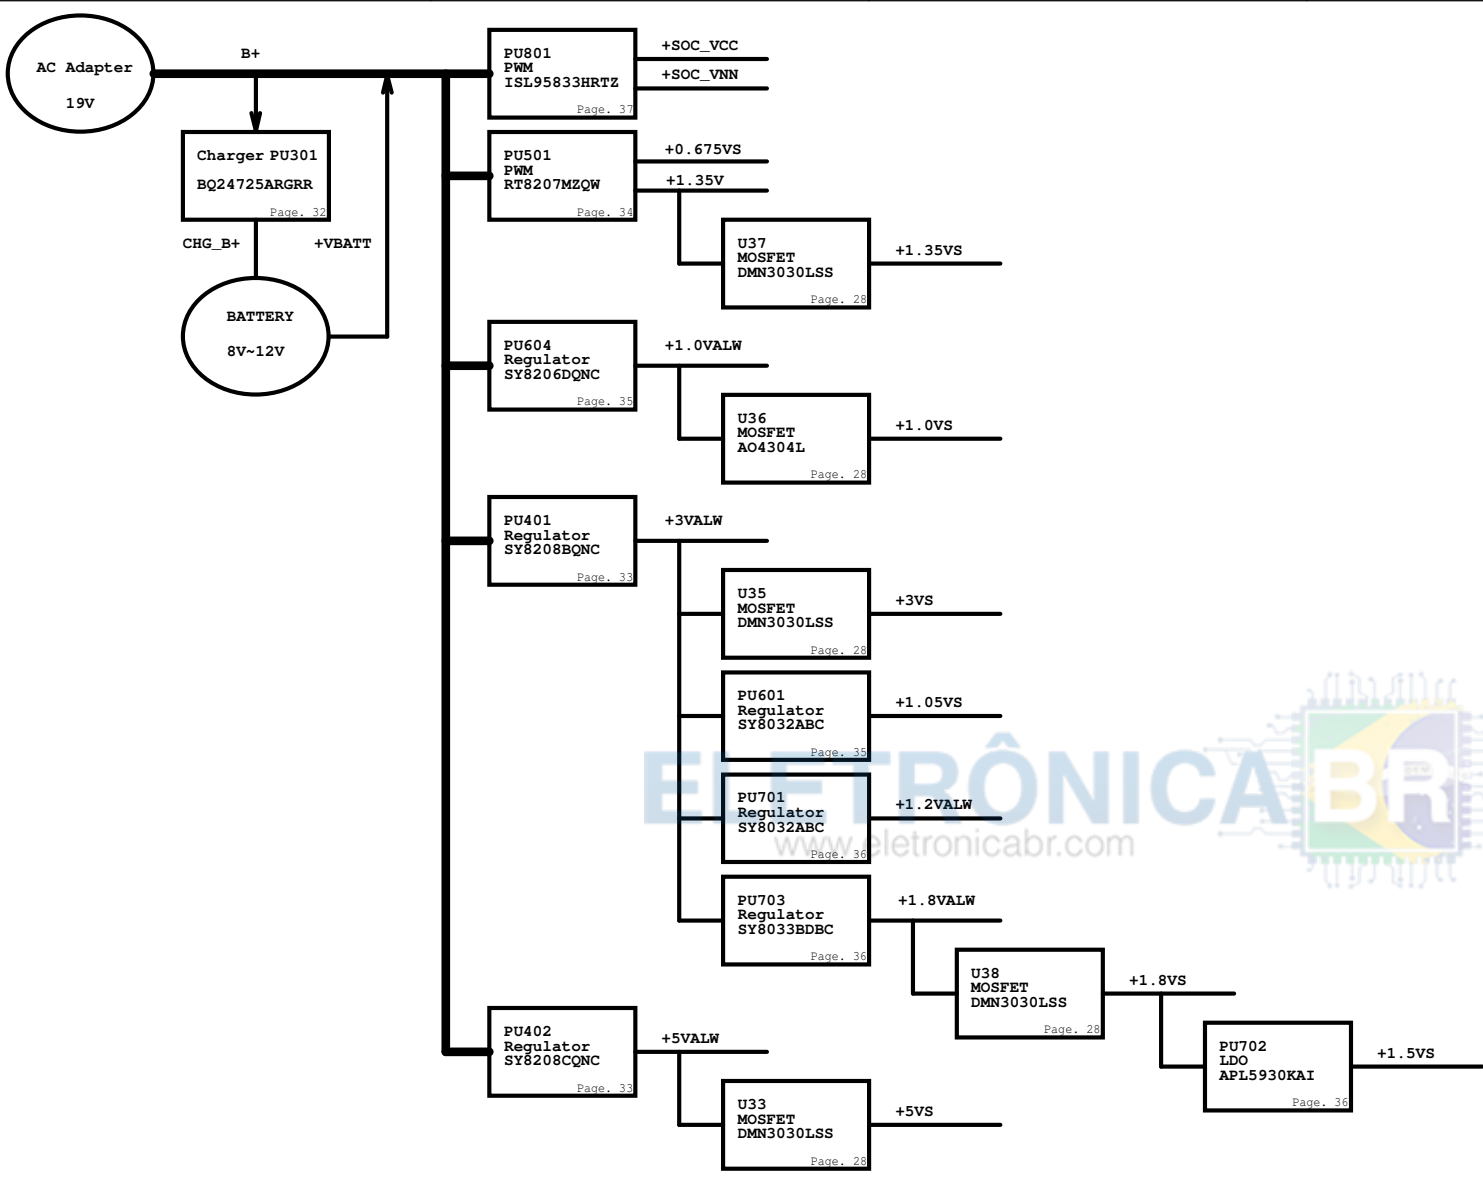 AC Adapter
19V
B+
Charger PU301
BQ24725ARGRR
Page. 32
CHG_B+
+VBATT
BATTERY
8V~12V
PU801
PWM
ISL95833HRTZ
Page. 37
+SOC_VCC
+SOC_VNN
PU501
PWM
RT8207MZQW
Page. 34
+0.675VS
+1.35V
U37
MOSFET
DMN3030LSS
Page. 28
+1.35VS
PU604
Regulator
SY8206DQNC
Page. 35
+1.0VALW
U36
MOSFET
AO4304L
Page. 28
+1.0VS
PU401
Regulator
SY8208BQNC
Page. 33
+3VALW
U35
MOSFET
DMN3030LSS
Page. 28
+3VS
PU601
Regulator
SY8032ABC
Page. 35
+1.05VS
PU701
Regulator
SY8032ABC
Page. 36
+1.2VALW
PU703
Regulator
SY8033BDBC
Page. 36
+1.8VALW
U38
MOSFET
DMN3030LSS
Page. 28
+1.8VS
PU702
LDO
APL5930KAI
Page. 36
+1.5VS
PU402
Regulator
SY8208CQNC
Page. 33
+5VALW
U33
MOSFET
DMN3030LSS
Page. 28
+5VS
ELETRÔNICA BR
www.eletronicabr.com